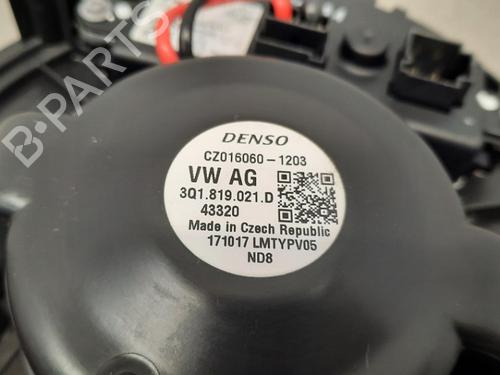 DENSO
CZ016060-1203
VW AG
3Q1.819.021.D
43320
Made in Czech Republic
171017 LMTYPV05
ND8
B-PARTS